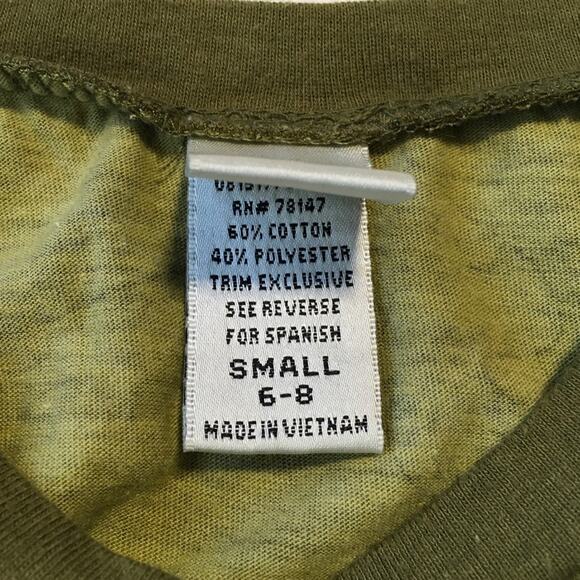 RN# 78147
60% COTTON
40% POLYESTER
TRIM EXCLUSIVE
SEE REVERSE
FOR SPANISH
SMALL
6-8
MADE IN VIETNAM